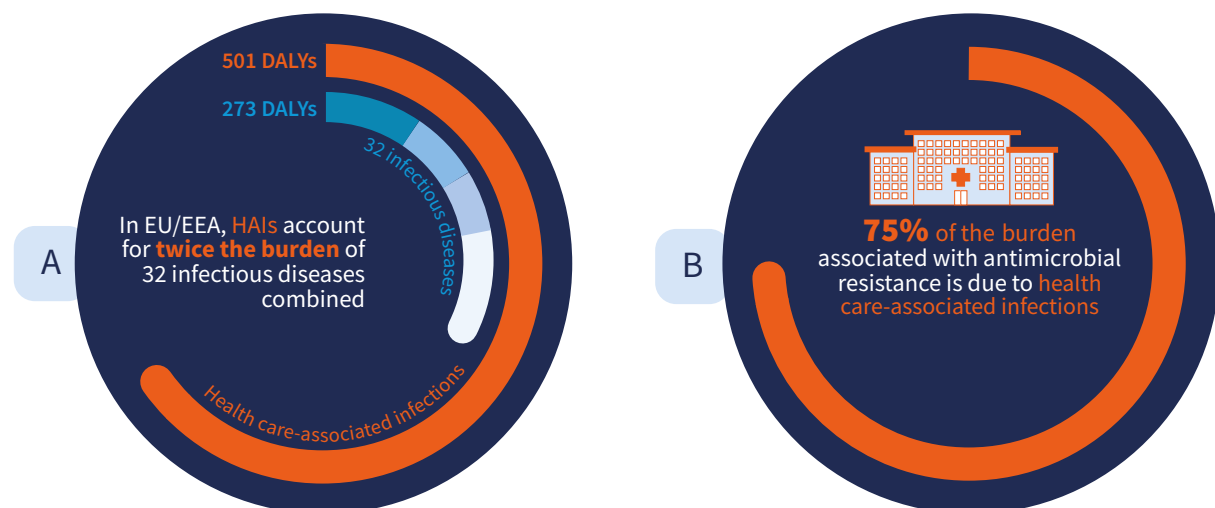 501 DALYs
273 DALYs
32 infectious diseases
In EU/EEA, HAIs account
for twice the burden of
32 infectious diseases
combined
Health care-associated infections
A
75% of the burden
associated with antimicrobial
resistance is due to health
care-associated infections
B